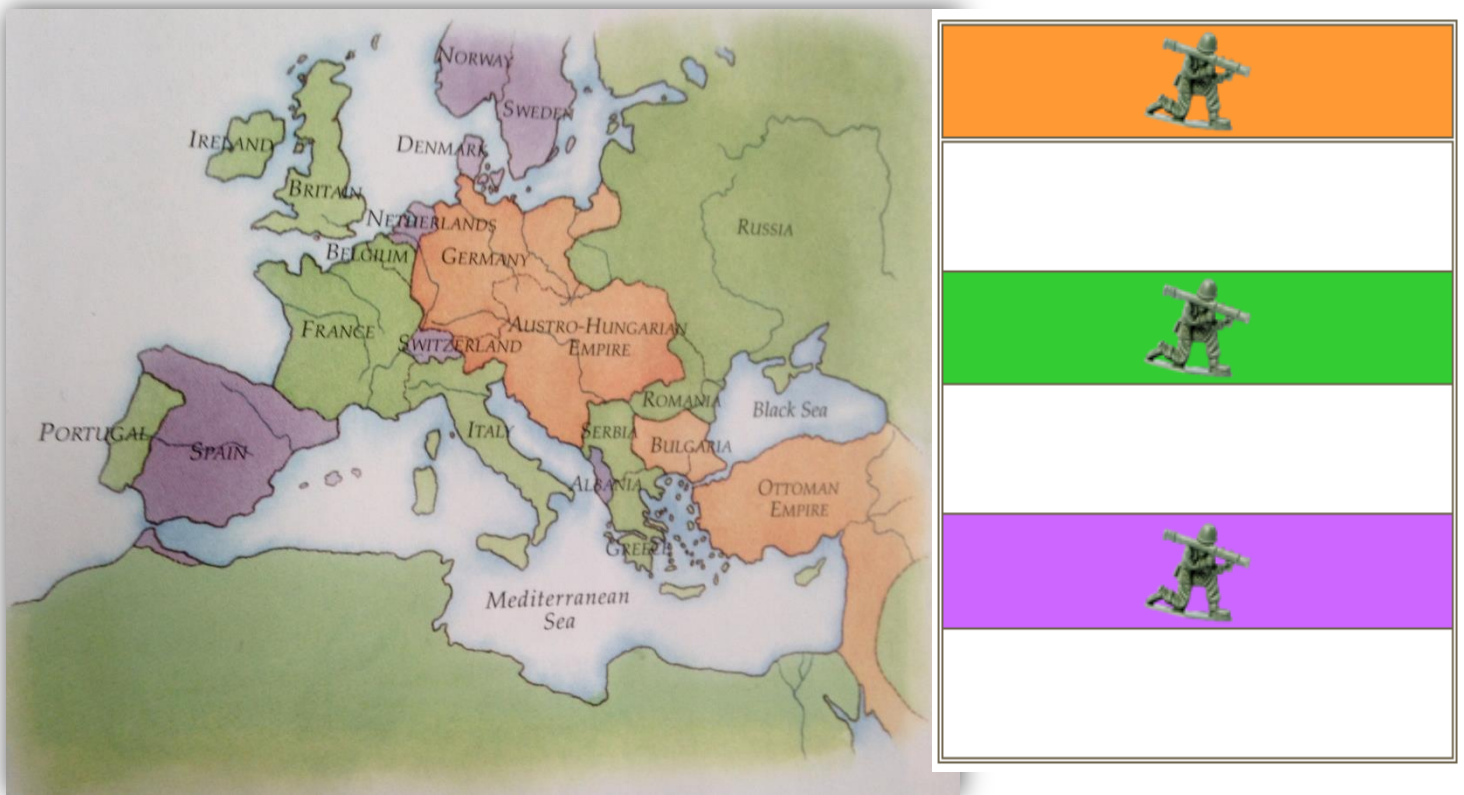 NORWAY
SWEDEN
IRELAND
DENMARK
BRITAIN
NETHERLANDS
RUSSIA
BELGIUM
GERMANY
FRANCE
SWITZERLAND
AUSTRO-HUNGARIAN
EMPIRE
ROMANIA
Black Sea
PORTUGAL
SPAIN
ITALY
SERBIA
BULGARIA
ALBANIA
OTTOMAN
EMPIRE
GREECE
Mediterranean
Sea